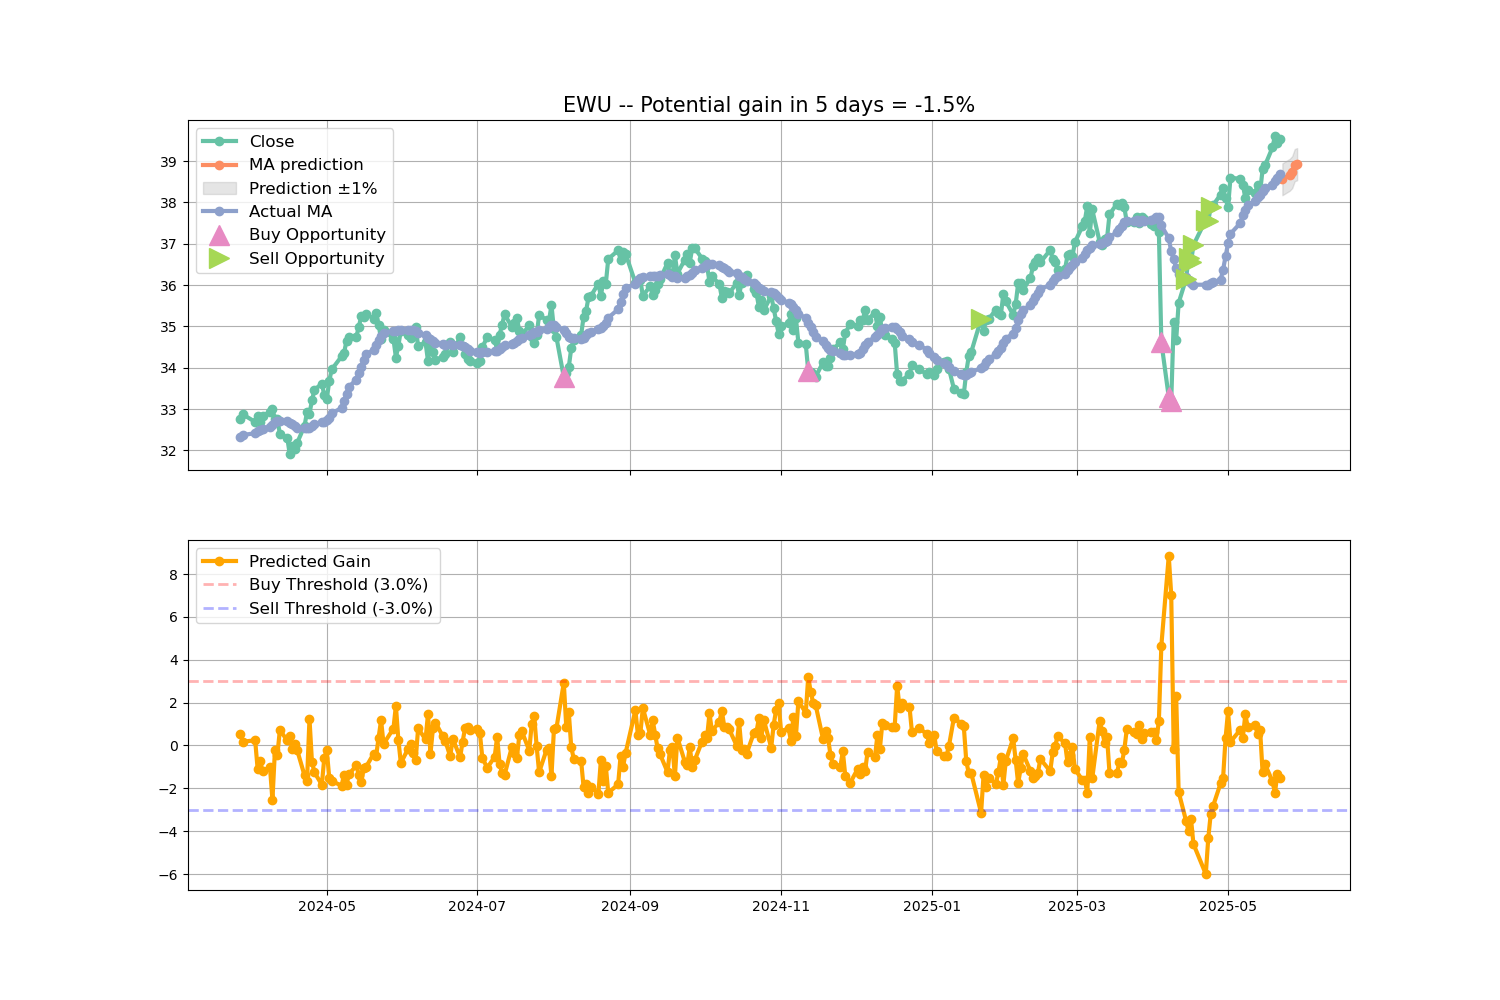 EWU -- Potential gain in 5 days = -1.5%
Close
MA prediction
Prediction ±1%
Actual MA
Buy Opportunity
Sell Opportunity
39
38
37
36
35
34
33
32
Predicted Gain
Buy Threshold (3.0%)
Sell Threshold (-3.0%)
8
6
4
2
0
−2
−4
−6
2024-05
2024-07
2024-09
2024-11
2025-01
2025-03
2025-05